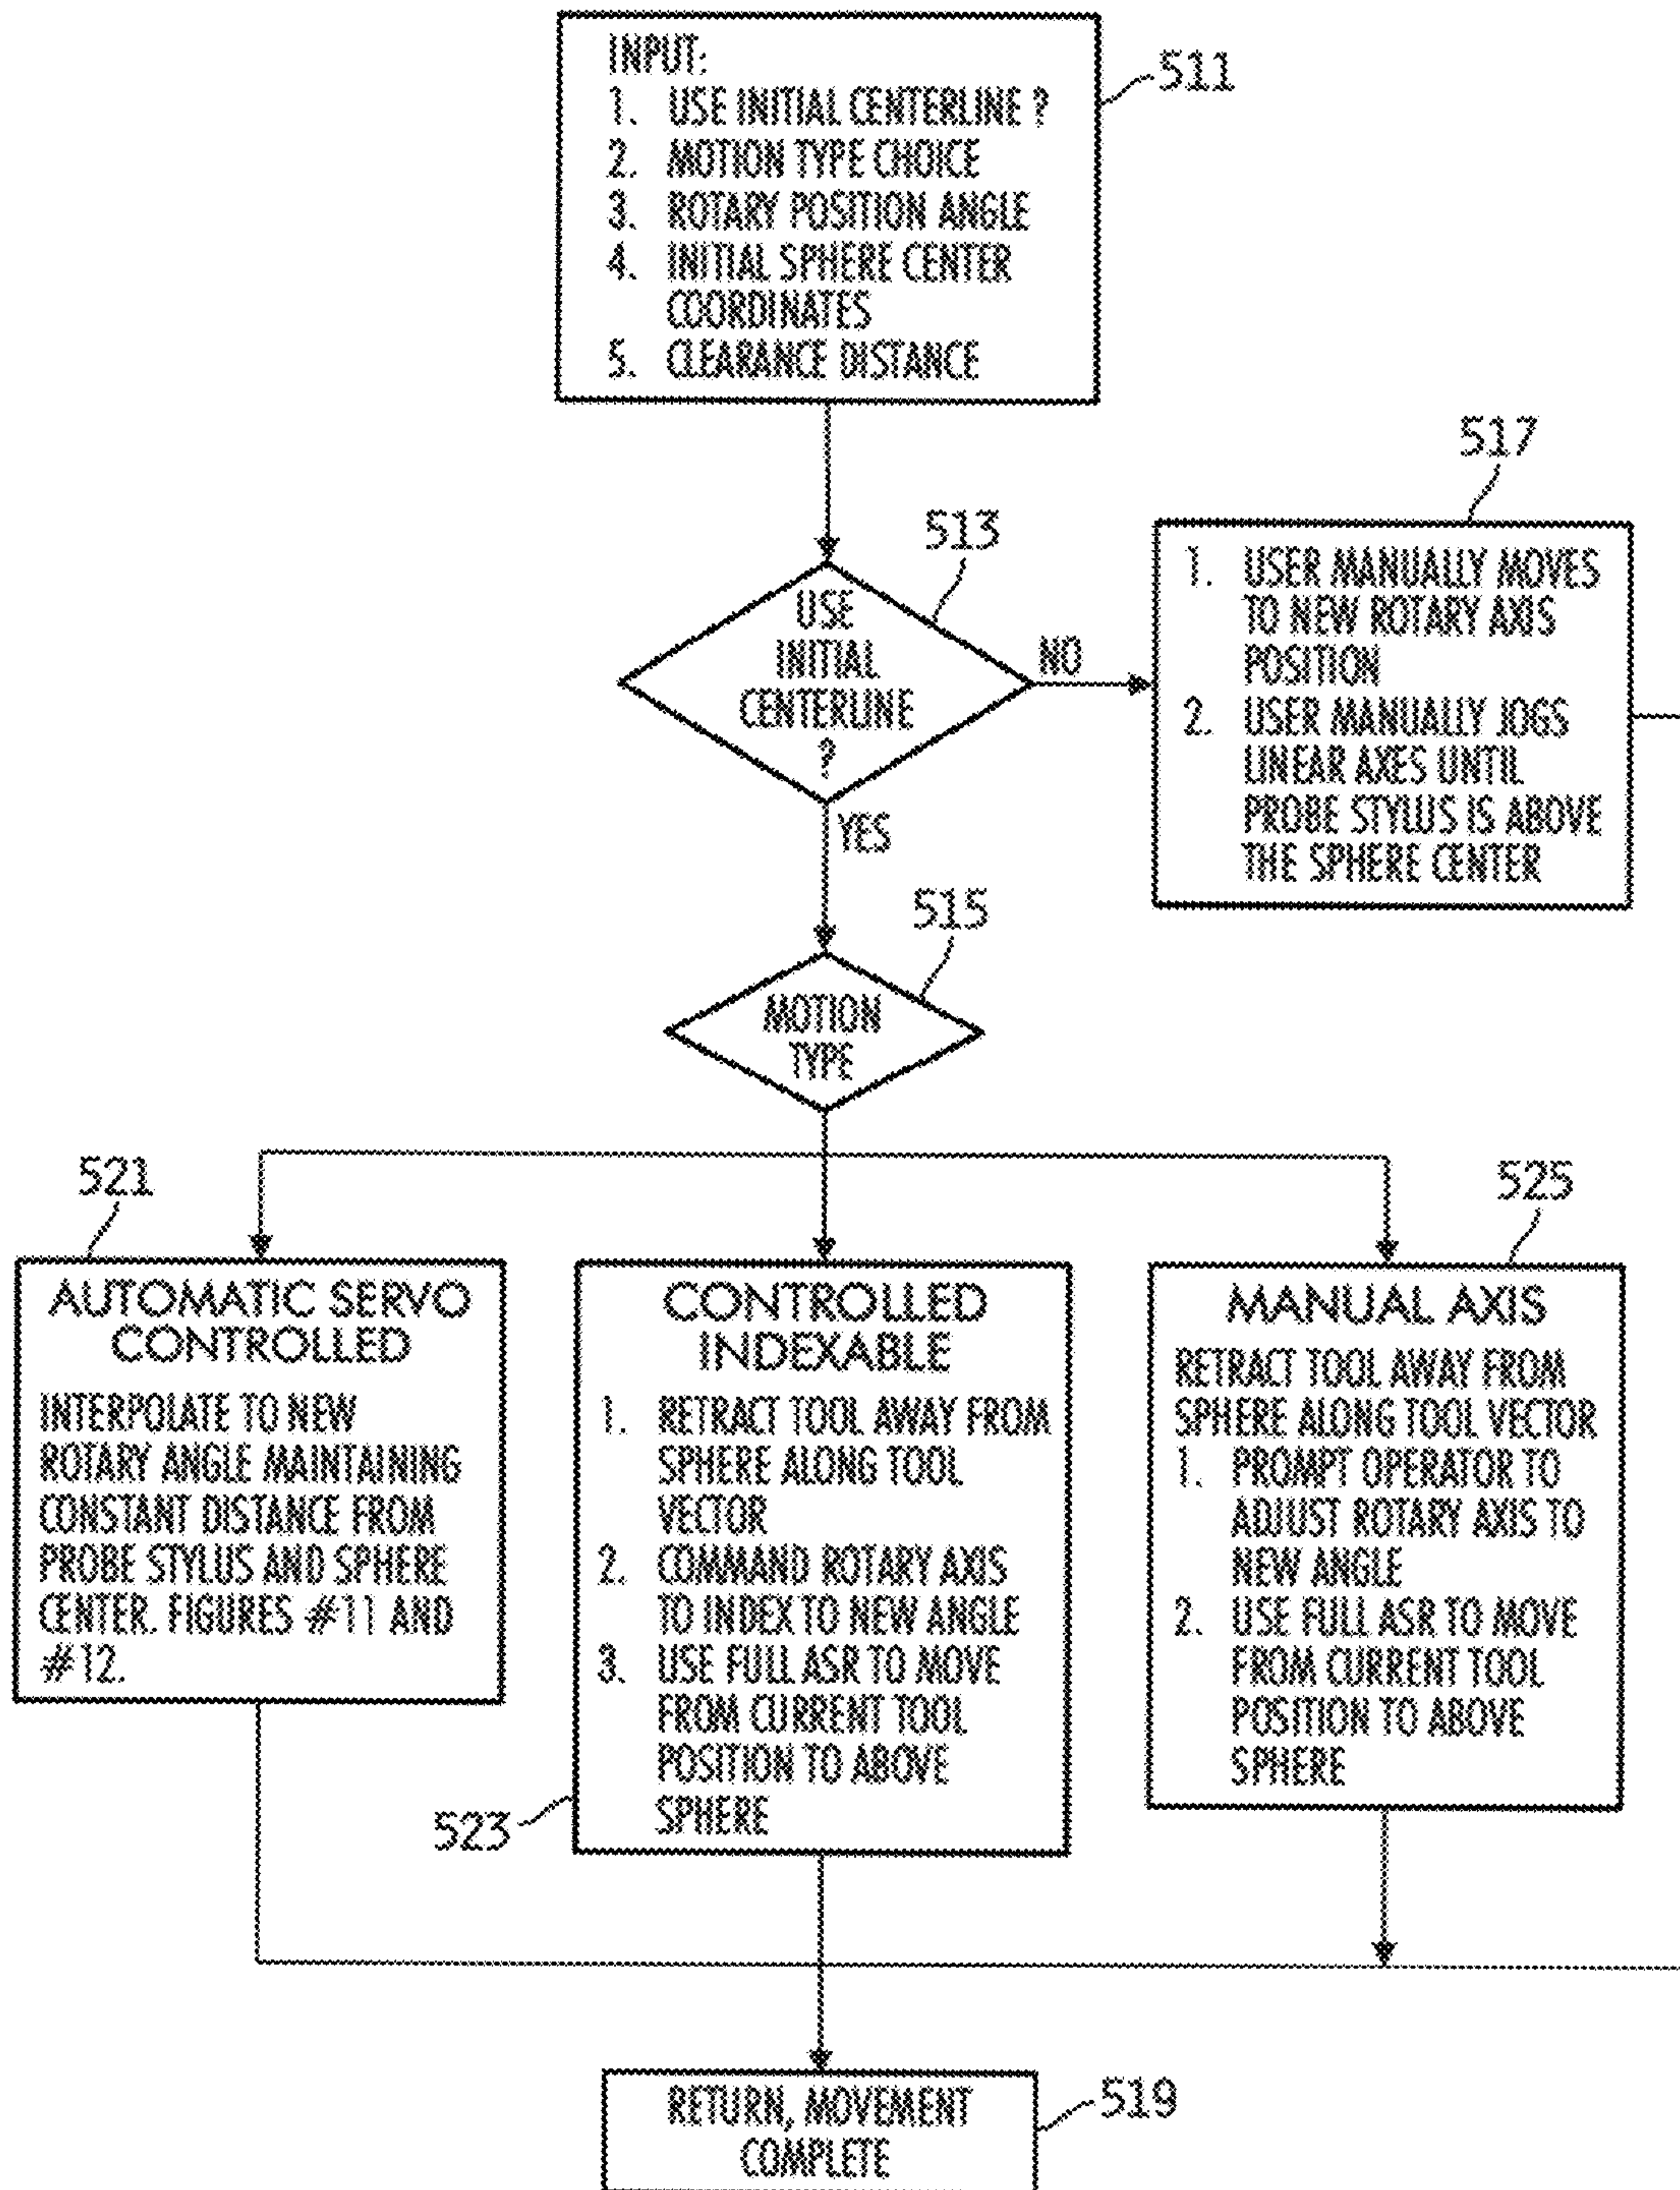 INPUT:
1. USE INITIAL CENTERLINE ?
2. MOTION TYPE CHOICE
3. ROTARY POSITION ANGLE
4. INITIAL SPHERE CENTER
COORDINATES
5. CLEARANCE DISTANCE
511
513
USE
INITIAL
CENTERLINE
?
NO
YES
517
1. USER MANUALLY MOVES
TO NEW ROTARY AXIS
POSITION
2. USER MANUALLY JOGS
LINEAR AXES UNTIL
PROBE STYLUS IS ABOVE
THE SPHERE CENTER
515
MOTION
TYPE
521
AUTOMATIC SERVO
CONTROLLED
INTERPOLATE TO NEW
ROTARY ANGLE MAINTAINING
CONSTANT DISTANCE FROM
PROBE STYLUS AND SPHERE
CENTER. FIGURES #11 AND
#12.
CONTROLLED
INDEXABLE
1. RETRACT TOOL AWAY FROM
SPHERE ALONG TOOL
VECTOR
2. COMMAND ROTARY AXIS
TO INDEX TO NEW ANGLE
3. USE FULL ASR TO MOVE
FROM CURRENT TOOL
POSITION TO ABOVE
SPHERE
523
525
MANUAL AXIS
RETRACT TOOL AWAY FROM
SPHERE ALONG TOOL VECTOR
1. PROMPT OPERATOR TO
ADJUST ROTARY AXIS TO
NEW ANGLE
2. USE FULL ASR TO MOVE
FROM CURRENT TOOL
POSITION TO ABOVE
SPHERE
RETURN, MOVEMENT
COMPLETE
519